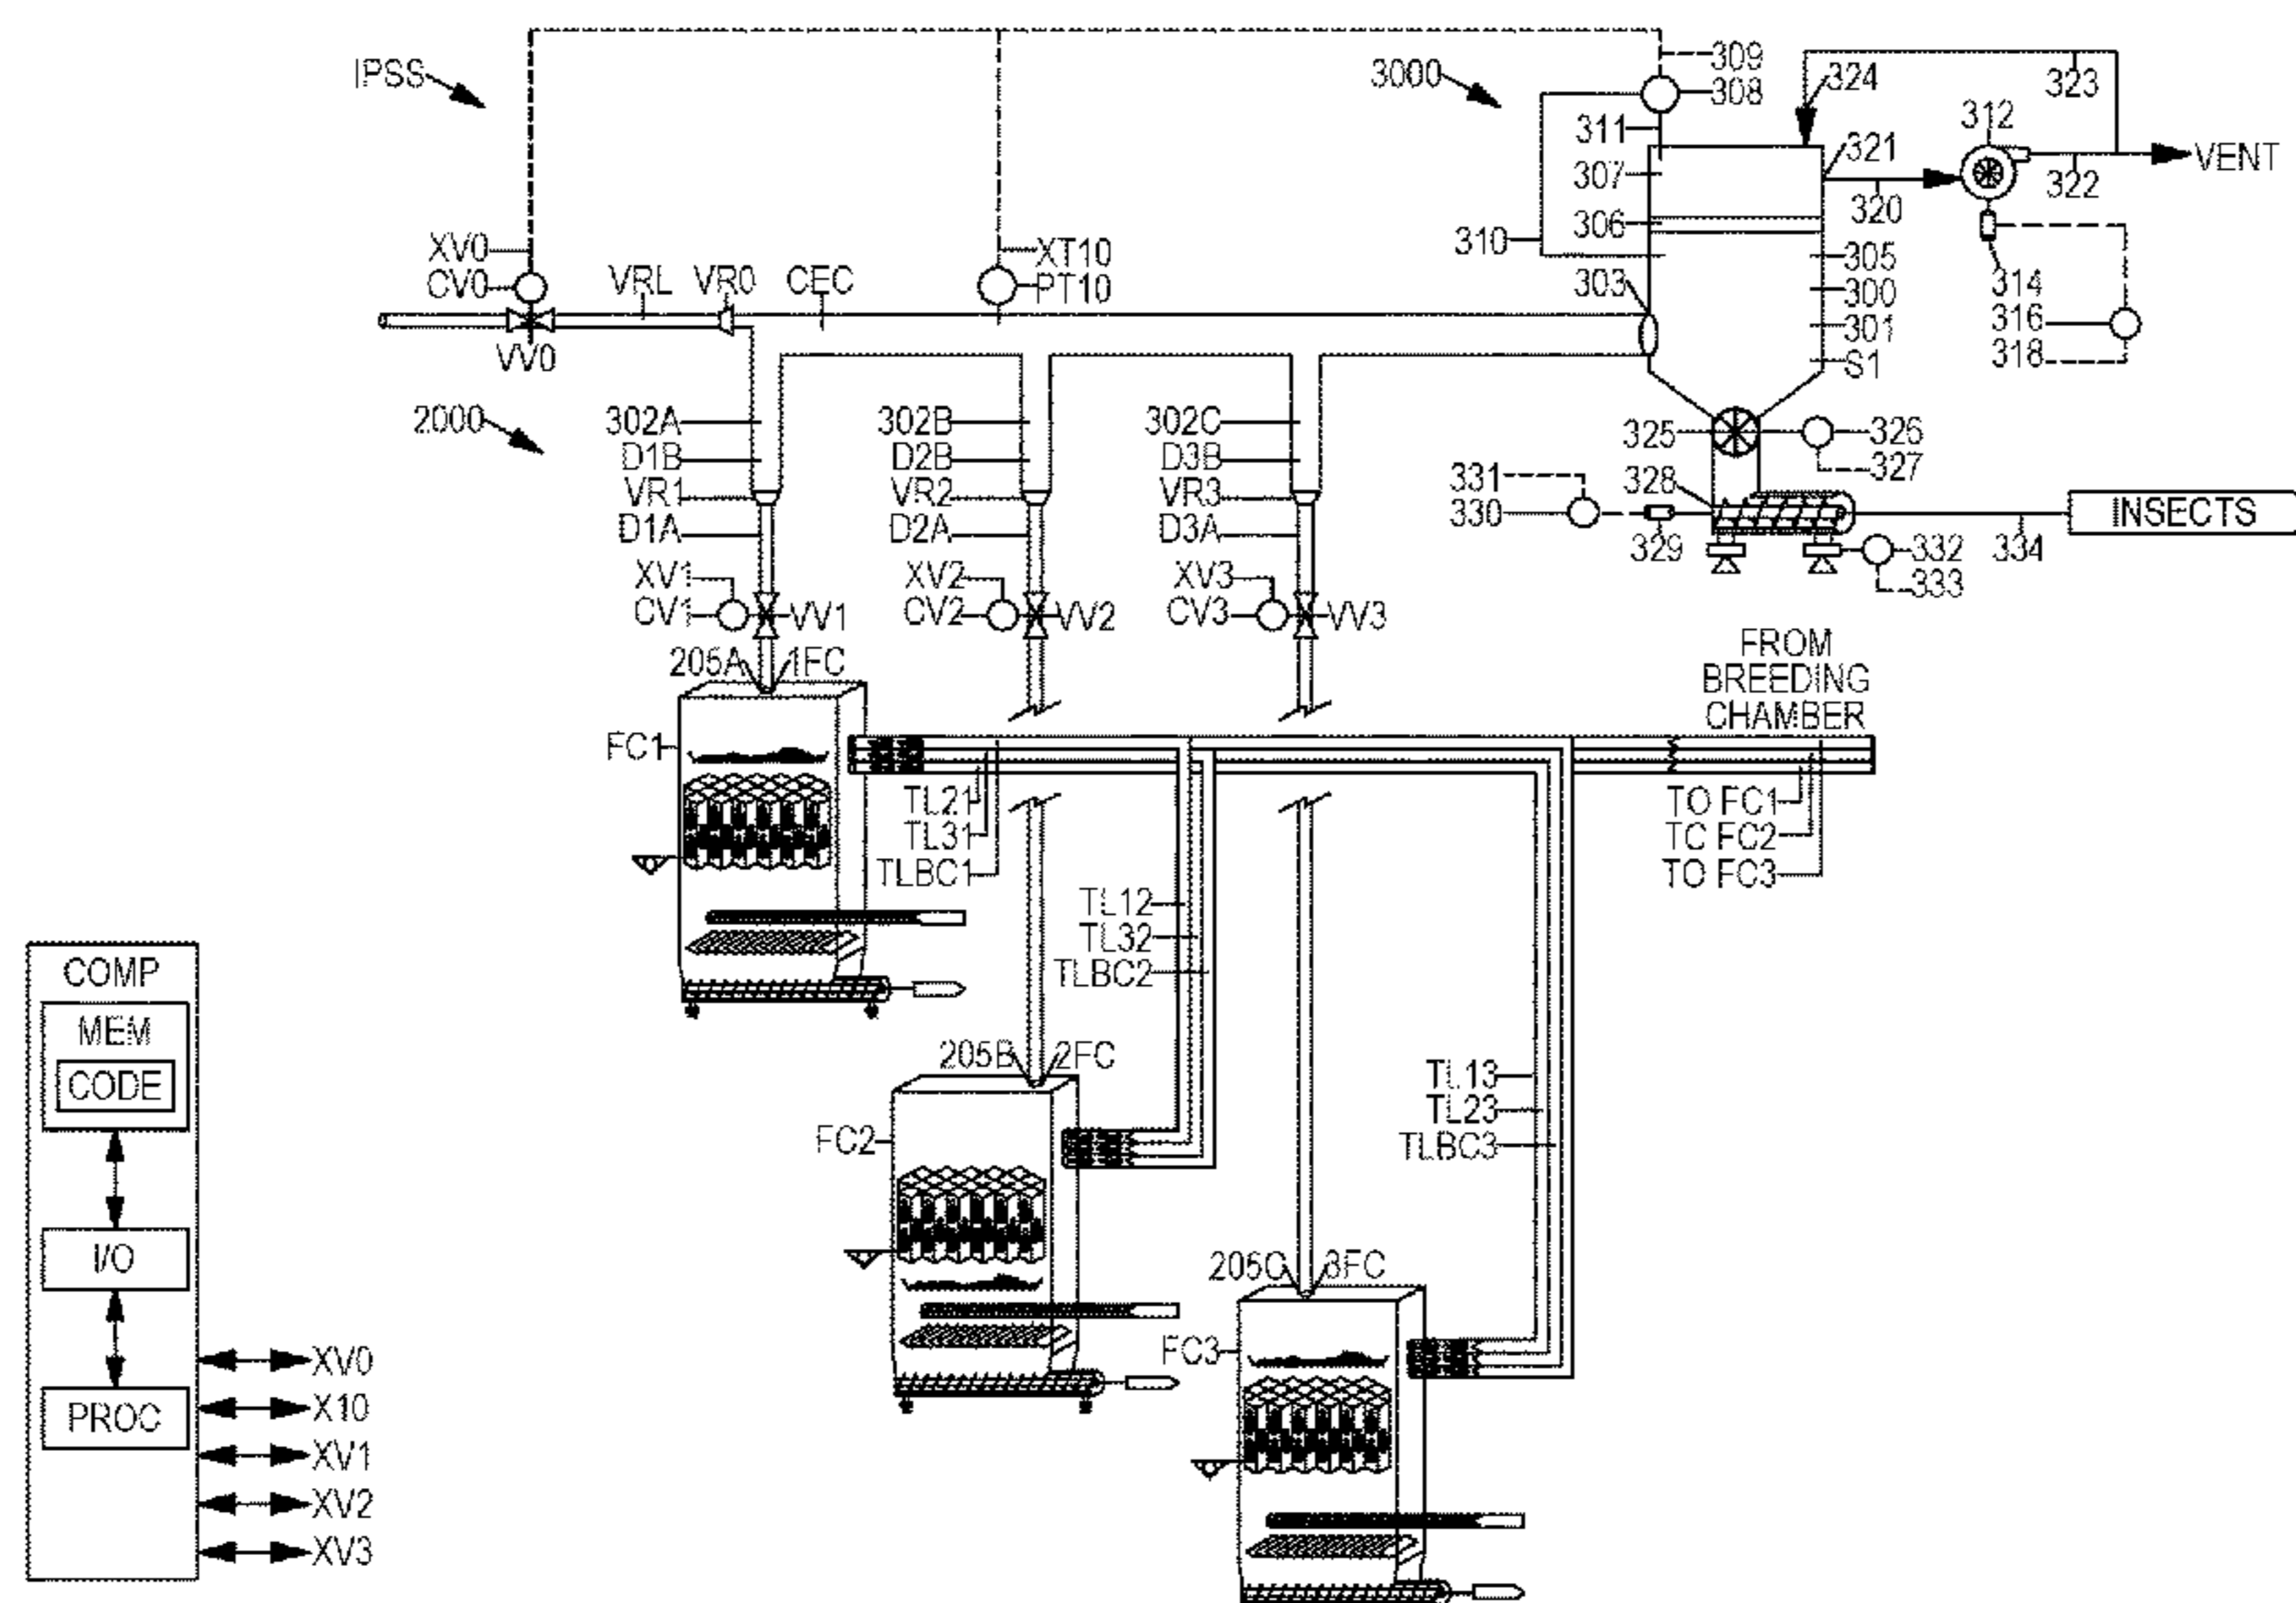 IPSS
3000
309
308
324
323
311
312
321
VENT
307
322
320
306
310
305
XV0
XT10
314
300
CV0
VRL
VR0
CEC
PT10
303
316
301
VV0
318
S1
2000
302A
302B
302C
325
326
D1B
D2B
D3B
327
331
328
VR1
VR2
VR3
330
INSECTS
D1A
D2A
D3A
329
332
334
333
XV1
XV2
XV3
CV1
VV1
CV2
VV2
CV3
VV3
FROM
BREEDING
CHAMBER
205A
1FC
FC1
TL21
TO FC1
TL31
TC FC2
TLBC1
TO FC3
TL12
TL32
TLBC2
COMP
MEM
CODE
205B
2FC
TL13
TL23
FC2
TLBC3
I/O
205C
3FC
FC3
XV0
PROC
X10
XV1
XV2
XV3